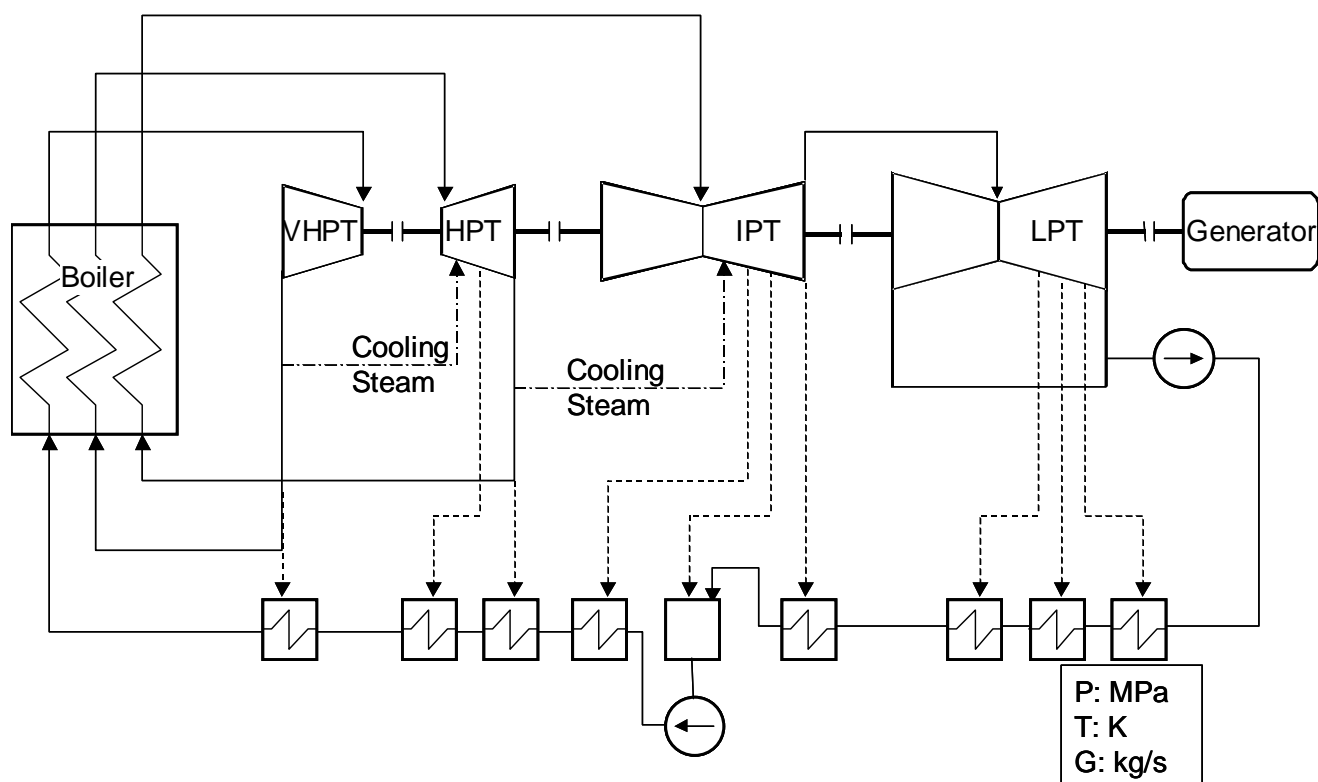 VHPT
HPT
IPT
LPT
Generator
Boiler
Cooling
Steam
Cooling
Steam
P: MPa
T: K
G: kg/s